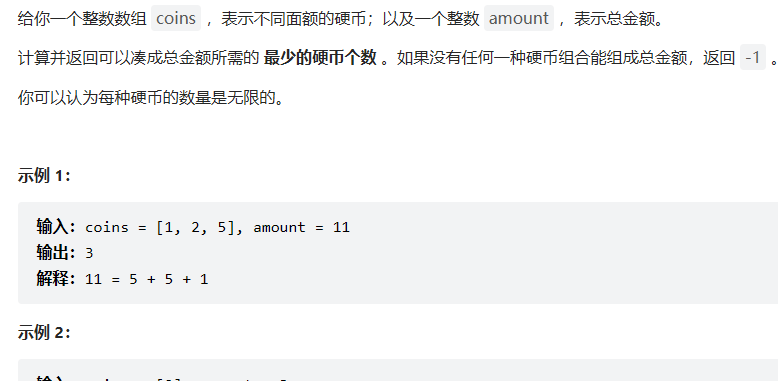 给你一个整数数组 coins ，表示不同面额的硬币；以及一个整数 amount ，表示总金额。
计算并返回可以凑成总金额所需的 最少的硬币个数 。如果没有任何一种硬币组合能组成总金额，返回 -1 。
你可以认为每种硬币的数量是无限的。
示例 1：
输入：coins = [1, 2, 5], amount = 11
输出：3
解释：11 = 5 + 5 + 1
示例 2：